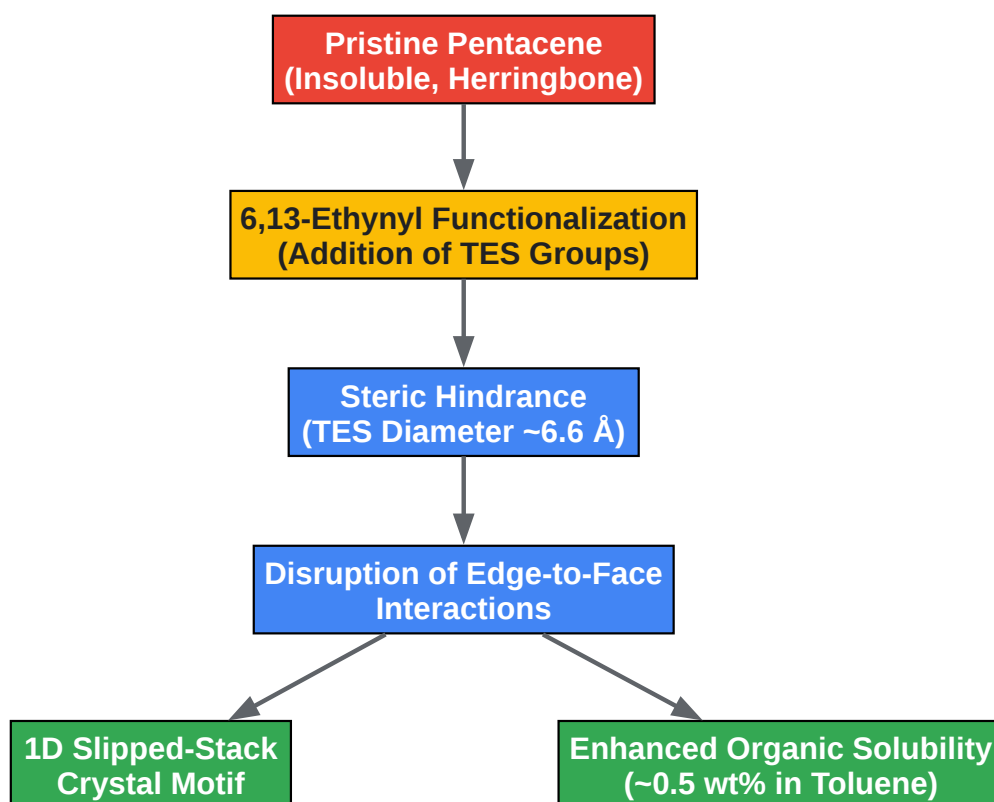 Pristine Pentacene
(Insoluble, Herringbone)
6,13-Ethynyl Functionalization
(Addition of TES Groups)
Steric Hindrance
(TES Diameter ~6.6 Å)
Disruption of Edge-to-Face
Interactions
1D Slipped-Stack
Crystal Motif
Enhanced Organic Solubility
(~0.5 wt% in Toluene)